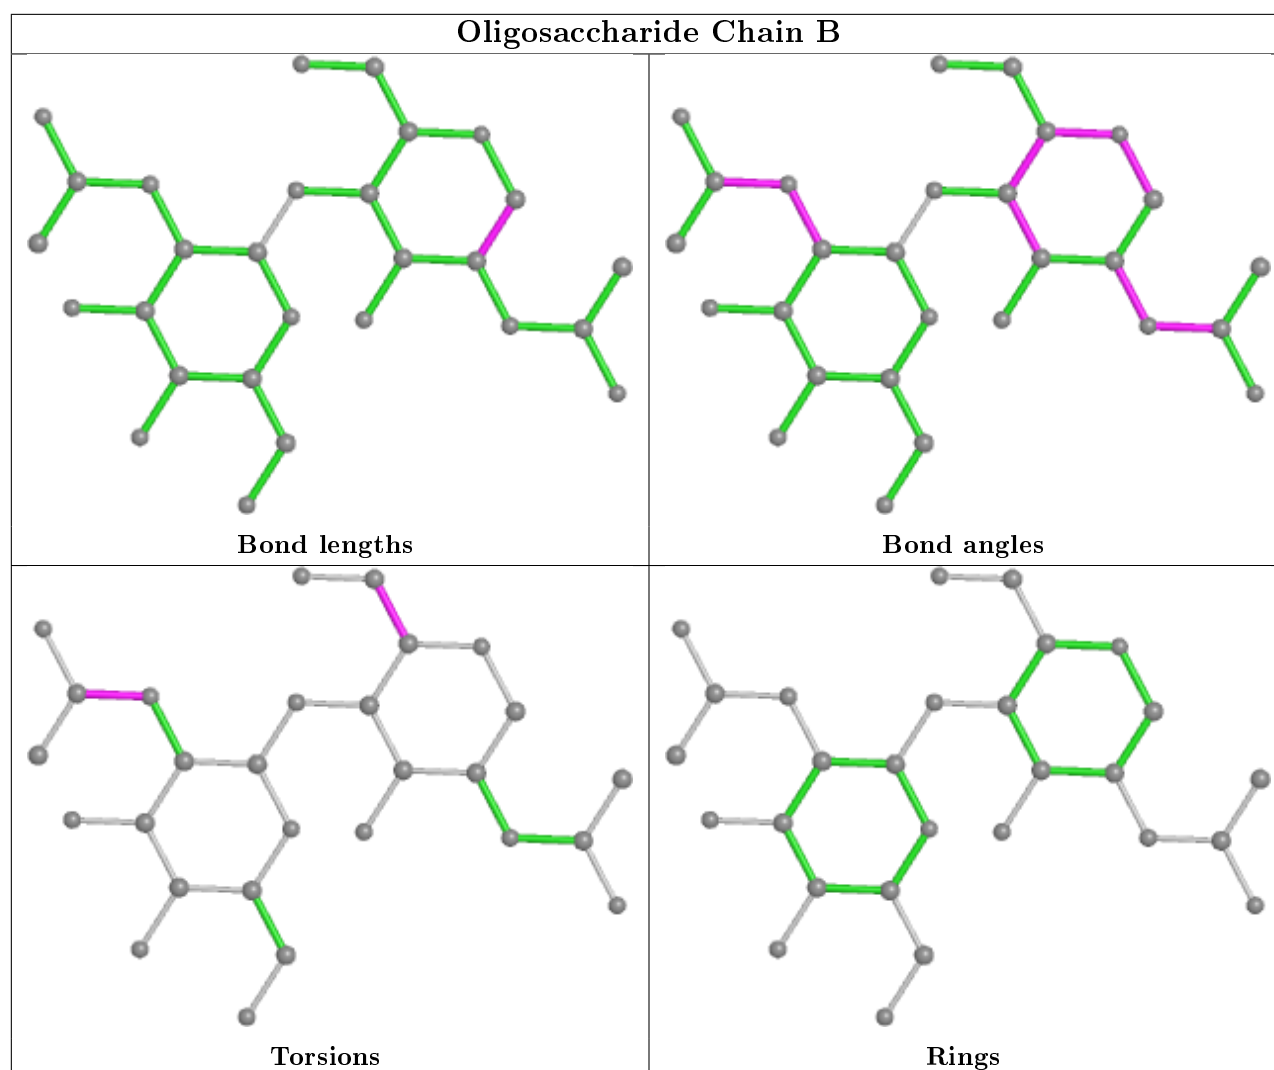 Oligosaccharide Chain B
Bond lengths
Bond angles
Torsions
Rings